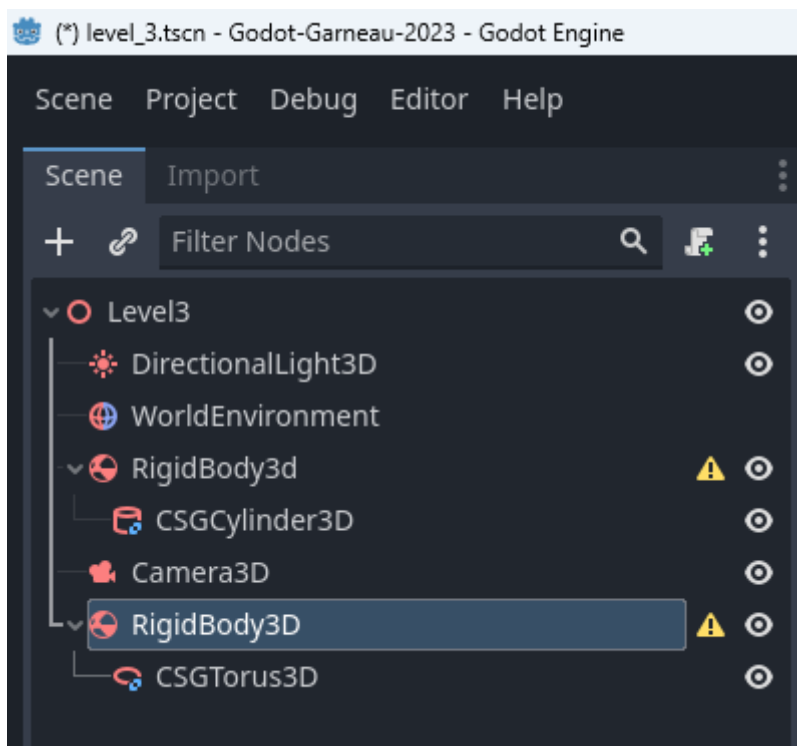 (*) level_3.tscn - Godot-Garneau-2023 - Godot Engine
Scene Project Debug Editor Help
Scene Import
Filter Nodes
Level3
DirectionalLight3D
WorldEnvironment
RigidBody3d
CSGCylinder3D
Camera3D
RigidBody3D
CSGTorus3D